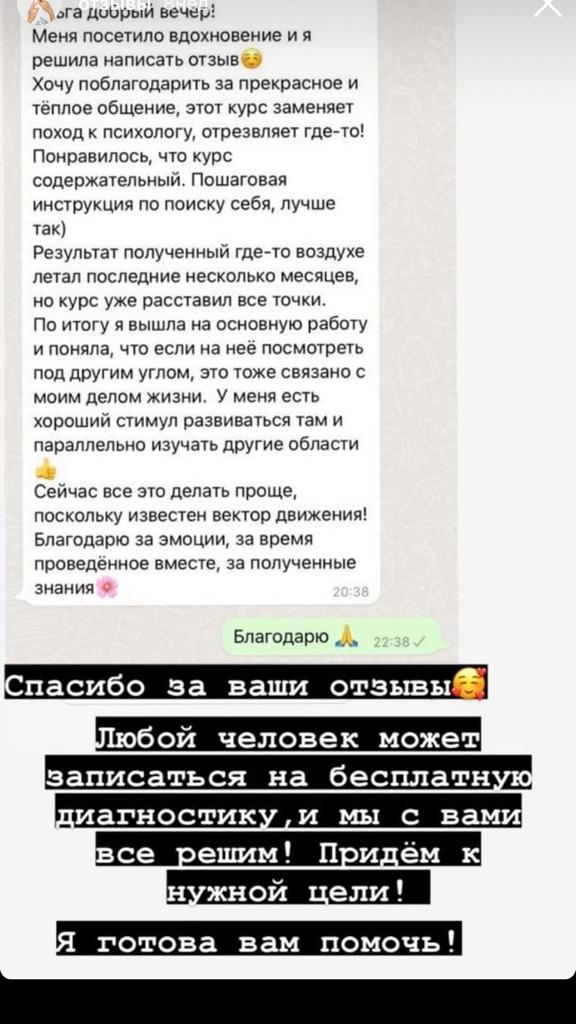 отзывы 8нед.
ьга добрый вечер!
Меня посетило вдохновение и я
решила написать отзыв☺️
Хочу поблагодарить за прекрасное и
тёплое общение, этот курс заменяет
поход к психологу, отрезвляет где-то!
Понравилось, что курс
содержательный. Пошаговая
инструкция по поиску себя, лучше
так)
Результат полученный где-то воздухе
летал последние несколько месяцев,
но курс уже расставил все точки.
По итогу я вышла на основную работу
и поняла, что если на неё посмотреть
под другим углом, это тоже связано с
моим делом жизни. У меня есть
хороший стимул развиваться там и
параллельно изучать другие области
👍
Сейчас все это делать проще,
поскольку известен вектор движения!
Благодарю за эмоции, за время
проведённое вместе, за полученные
знания🌸 20:38
Благодарю 🙏 22:38
Спасибо за ваши отзывы🥰
Любой человек может
записаться на бесплатную
диагностику,и мы с вами
все решим! Придём к
нужной цели!
Я готова вам помочь!